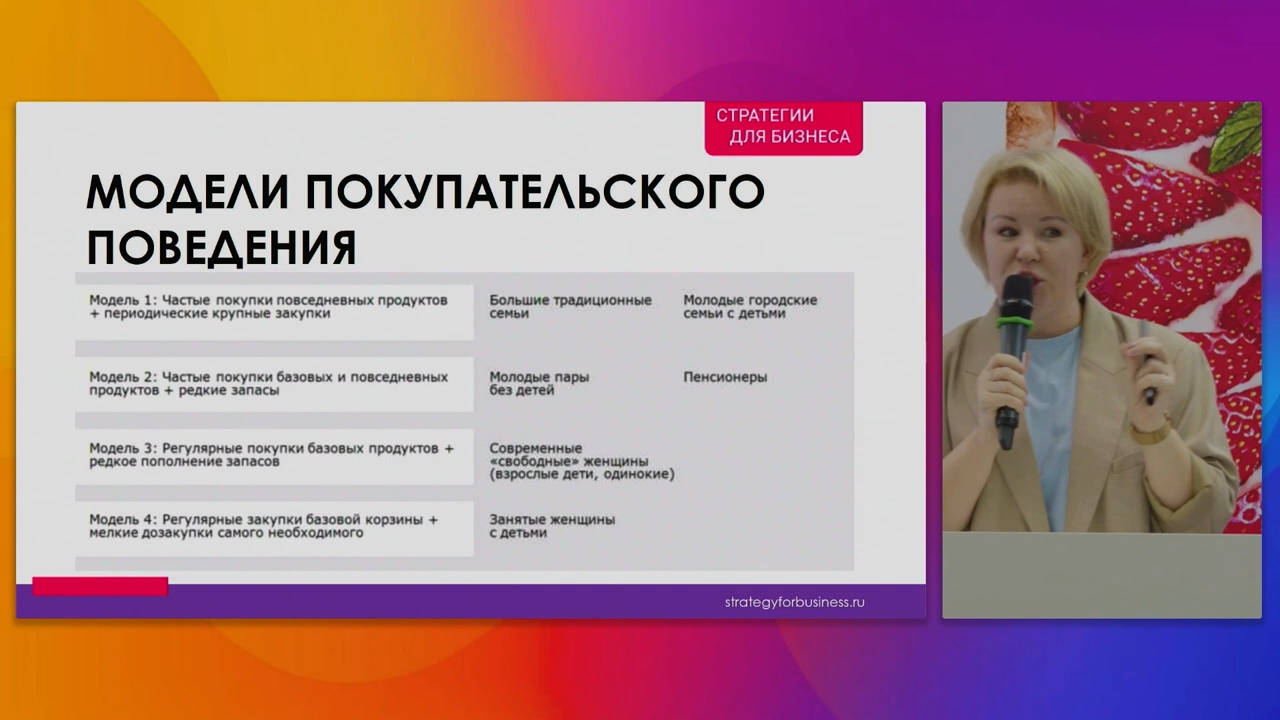 СТРАТЕГИИ
ДЛЯ БИЗНЕСА
МОДЕЛИ ПОКУПАТЕЛЬСКОГО
ПОВЕДЕНИЯ
Модель 1: Частые покупки повседневных продуктов
+ периодические крупные закупки
Большие традиционные
семьи
Молодые городские
семьи с детьми
Модель 2: Частые покупки базовых и повседневных
продуктов + редкие запасы
Молодые пары
без детей
Пенсионеры
Модель 3: Регулярные покупки базовых продуктов +
редкое пополнение запасов
Современные
«свободные» женщины
(взрослые дети, одинокие)
Модель 4: Регулярные закупки базовой корзины +
мелкие дозакупки самого необходимого
Занятые женщины
с детьми
strategyforbusiness.ru